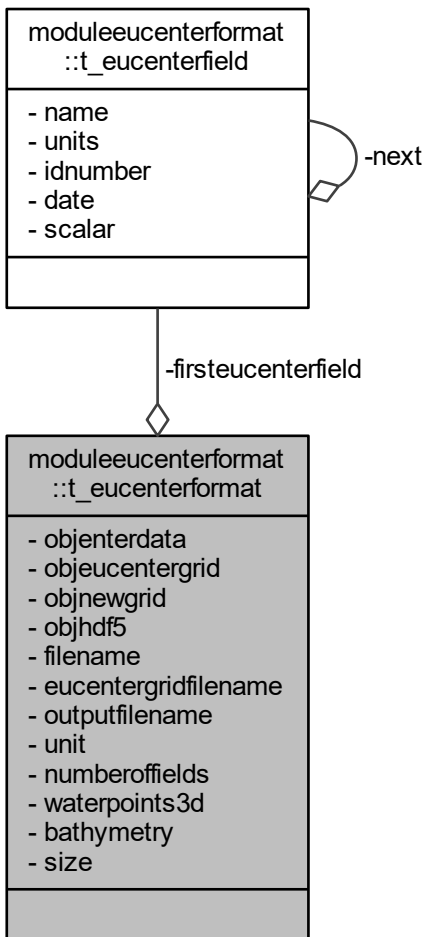 moduleeucenterformat
::t_eucenterfield
- name
- units
- idnumber
- date
- scalar
-next
-firsteucenterfield
moduleeucenterformat
::t_eucenterformat
- objenterdata
- objeucentergrid
- objnewgrid
- objhdf5
- filename
- eucentergridfilename
- outputfilename
- unit
- numberoffields
- waterpoints3d
- bathymetry
- size